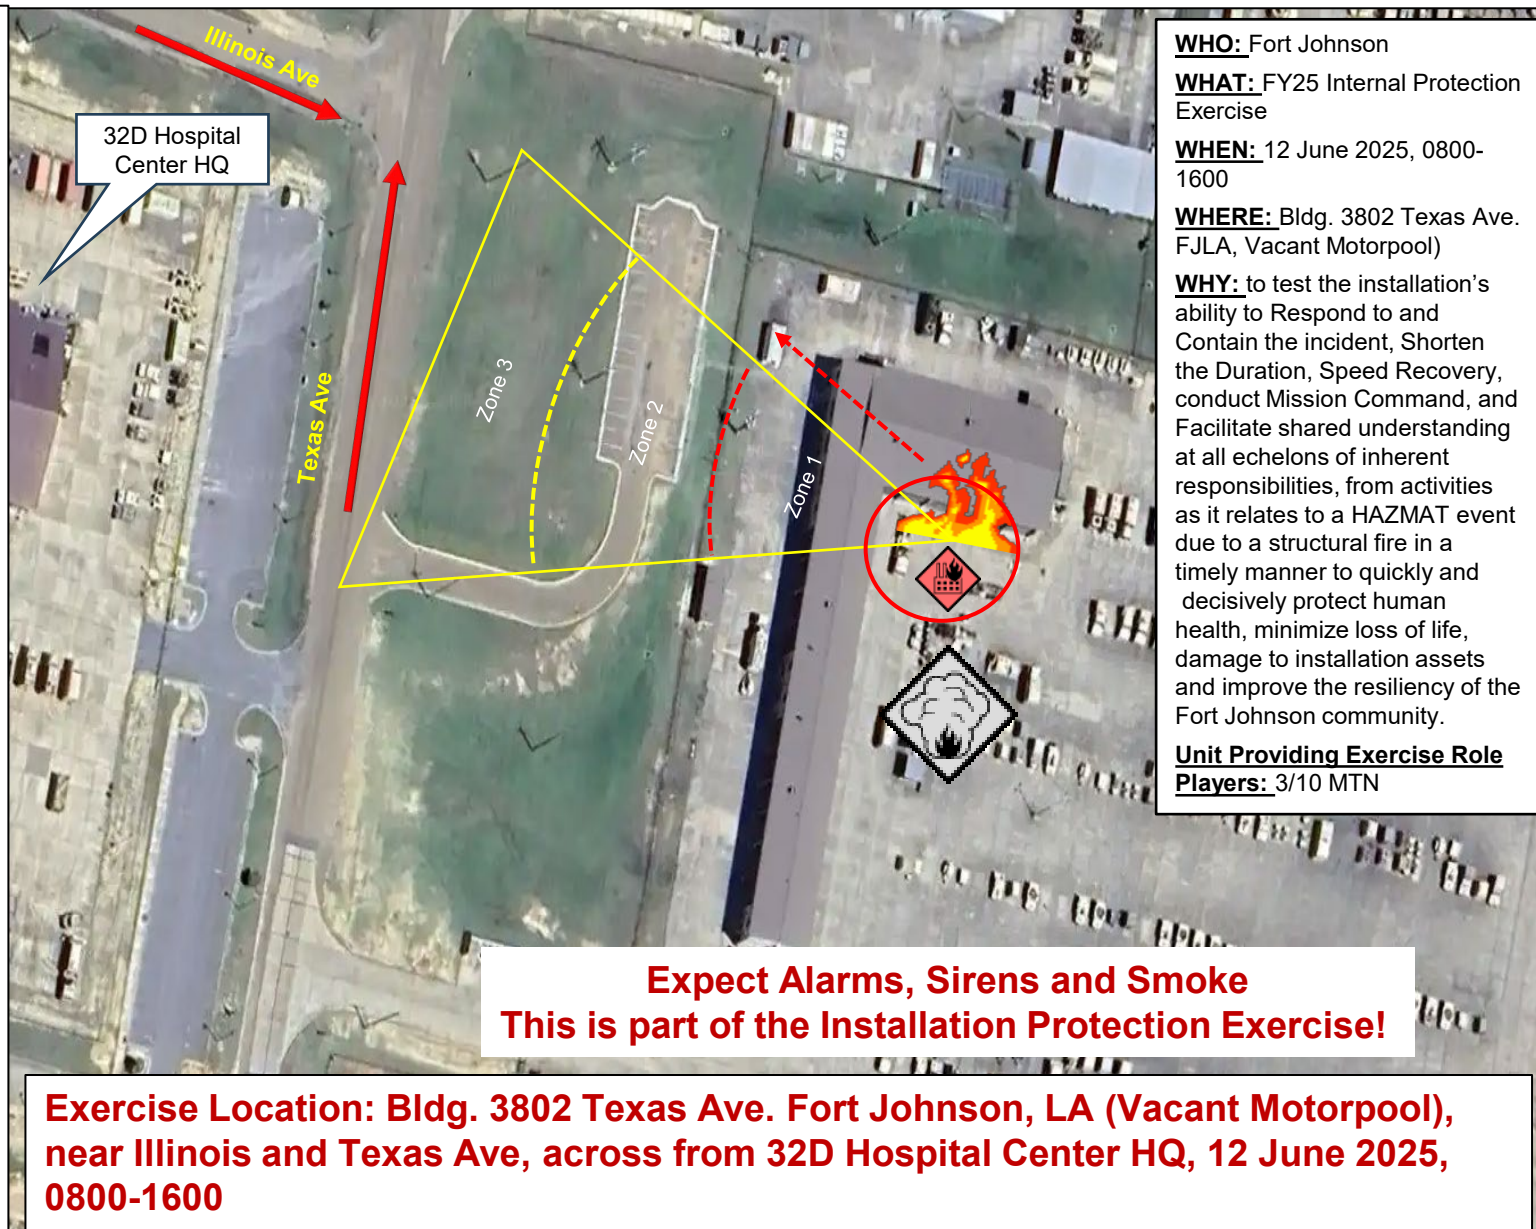 Illinois Ave
32D Hospital
Center HQ
Texas Ave
Zone 3
Zone 2
Zone 1
WHO: Fort Johnson
WHAT: FY25 Internal Protection
Exercise
WHEN: 12 June 2025, 0800-
1600
WHERE: Bldg. 3802 Texas Ave.
FJLA, Vacant Motorpool)
WHY: to test the installation’s
ability to Respond to and
Contain the incident, Shorten
the Duration, Speed Recovery,
conduct Mission Command, and
Facilitate shared understanding
at all echelons of inherent
responsibilities, from activities
as it relates to a HAZMAT event
due to a structural fire in a
timely manner to quickly and
decisively protect human
health, minimize loss of life,
damage to installation assets
and improve the resiliency of the
Fort Johnson community.
Unit Providing Exercise Role
Players: 3/10 MTN
Expect Alarms, Sirens and Smoke
This is part of the Installation Protection Exercise!
Exercise Location: Bldg. 3802 Texas Ave. Fort Johnson, LA (Vacant Motorpool),
near Illinois and Texas Ave, across from 32D Hospital Center HQ, 12 June 2025,
0800-1600